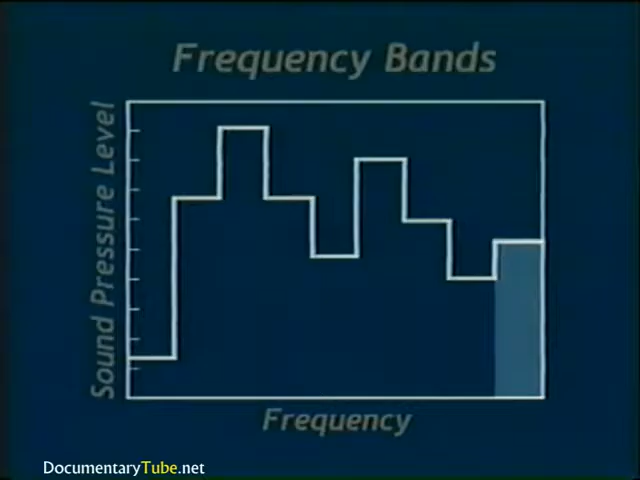 Frequency Bands
Sound Pressure Level
Frequency
DocumentaryTube.net